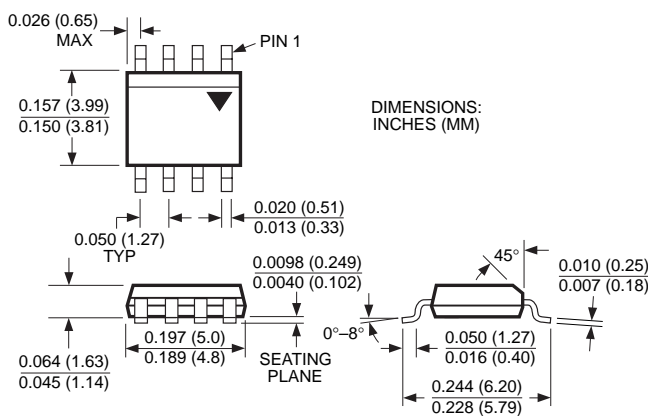 0.026 (0.65)
MAX
PIN 1
0.157 (3.99)
0.150 (3.81)
DIMENSIONS:
INCHES (MM)
0.020 (0.51)
0.013 (0.33)
0.050 (1.27)
TYP
0.0098 (0.249)
0.0040 (0.102)
45°
0.010 (0.25)
0.007 (0.18)
0°–8°
0.064 (1.63)
0.045 (1.14)
0.197 (5.0)
0.189 (4.8)
SEATING
PLANE
0.050 (1.27)
0.016 (0.40)
0.244 (6.20)
0.228 (5.79)